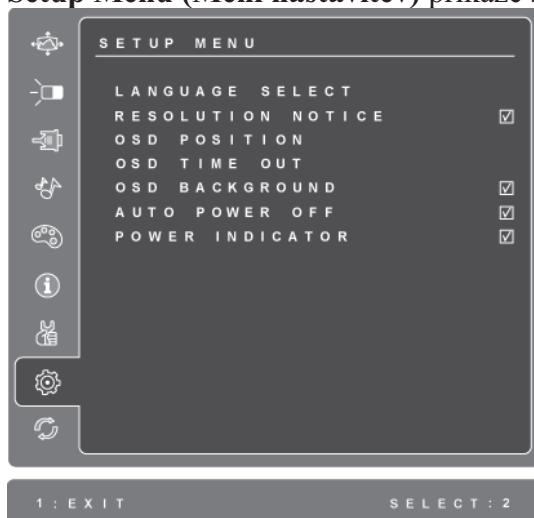 Setup Menu (Meni nastavitev) prikaže
SETUP MENU
LANGUAGE SELECT
RESOLUTION NOTICE ☑
OSD POSITION
OSD TIME OUT
OSD BACKGROUND ☑
AUTO POWER OFF ☑
POWER INDICATOR ☑
1:EXIT SELECT:2